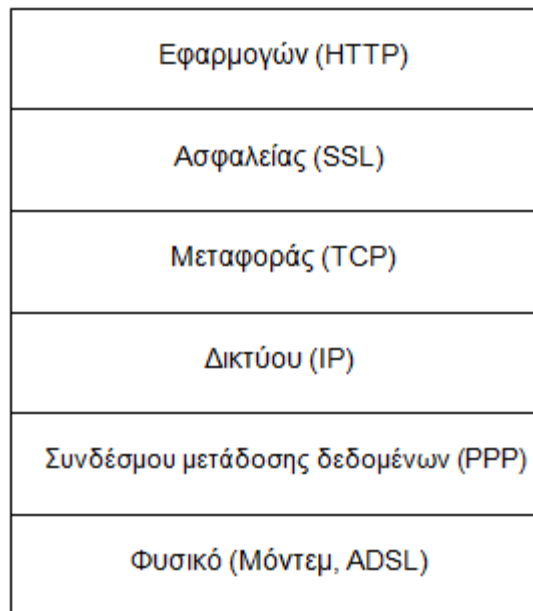 Εφαρμογών (HTTP)
Ασφαλείας (SSL)
Μεταφοράς (TCP)
Δικτύου (IP)
Συνδέσμου μετάδοσης δεδομένων (PPP)
Φυσικό (Μόντεμ, ADSL)